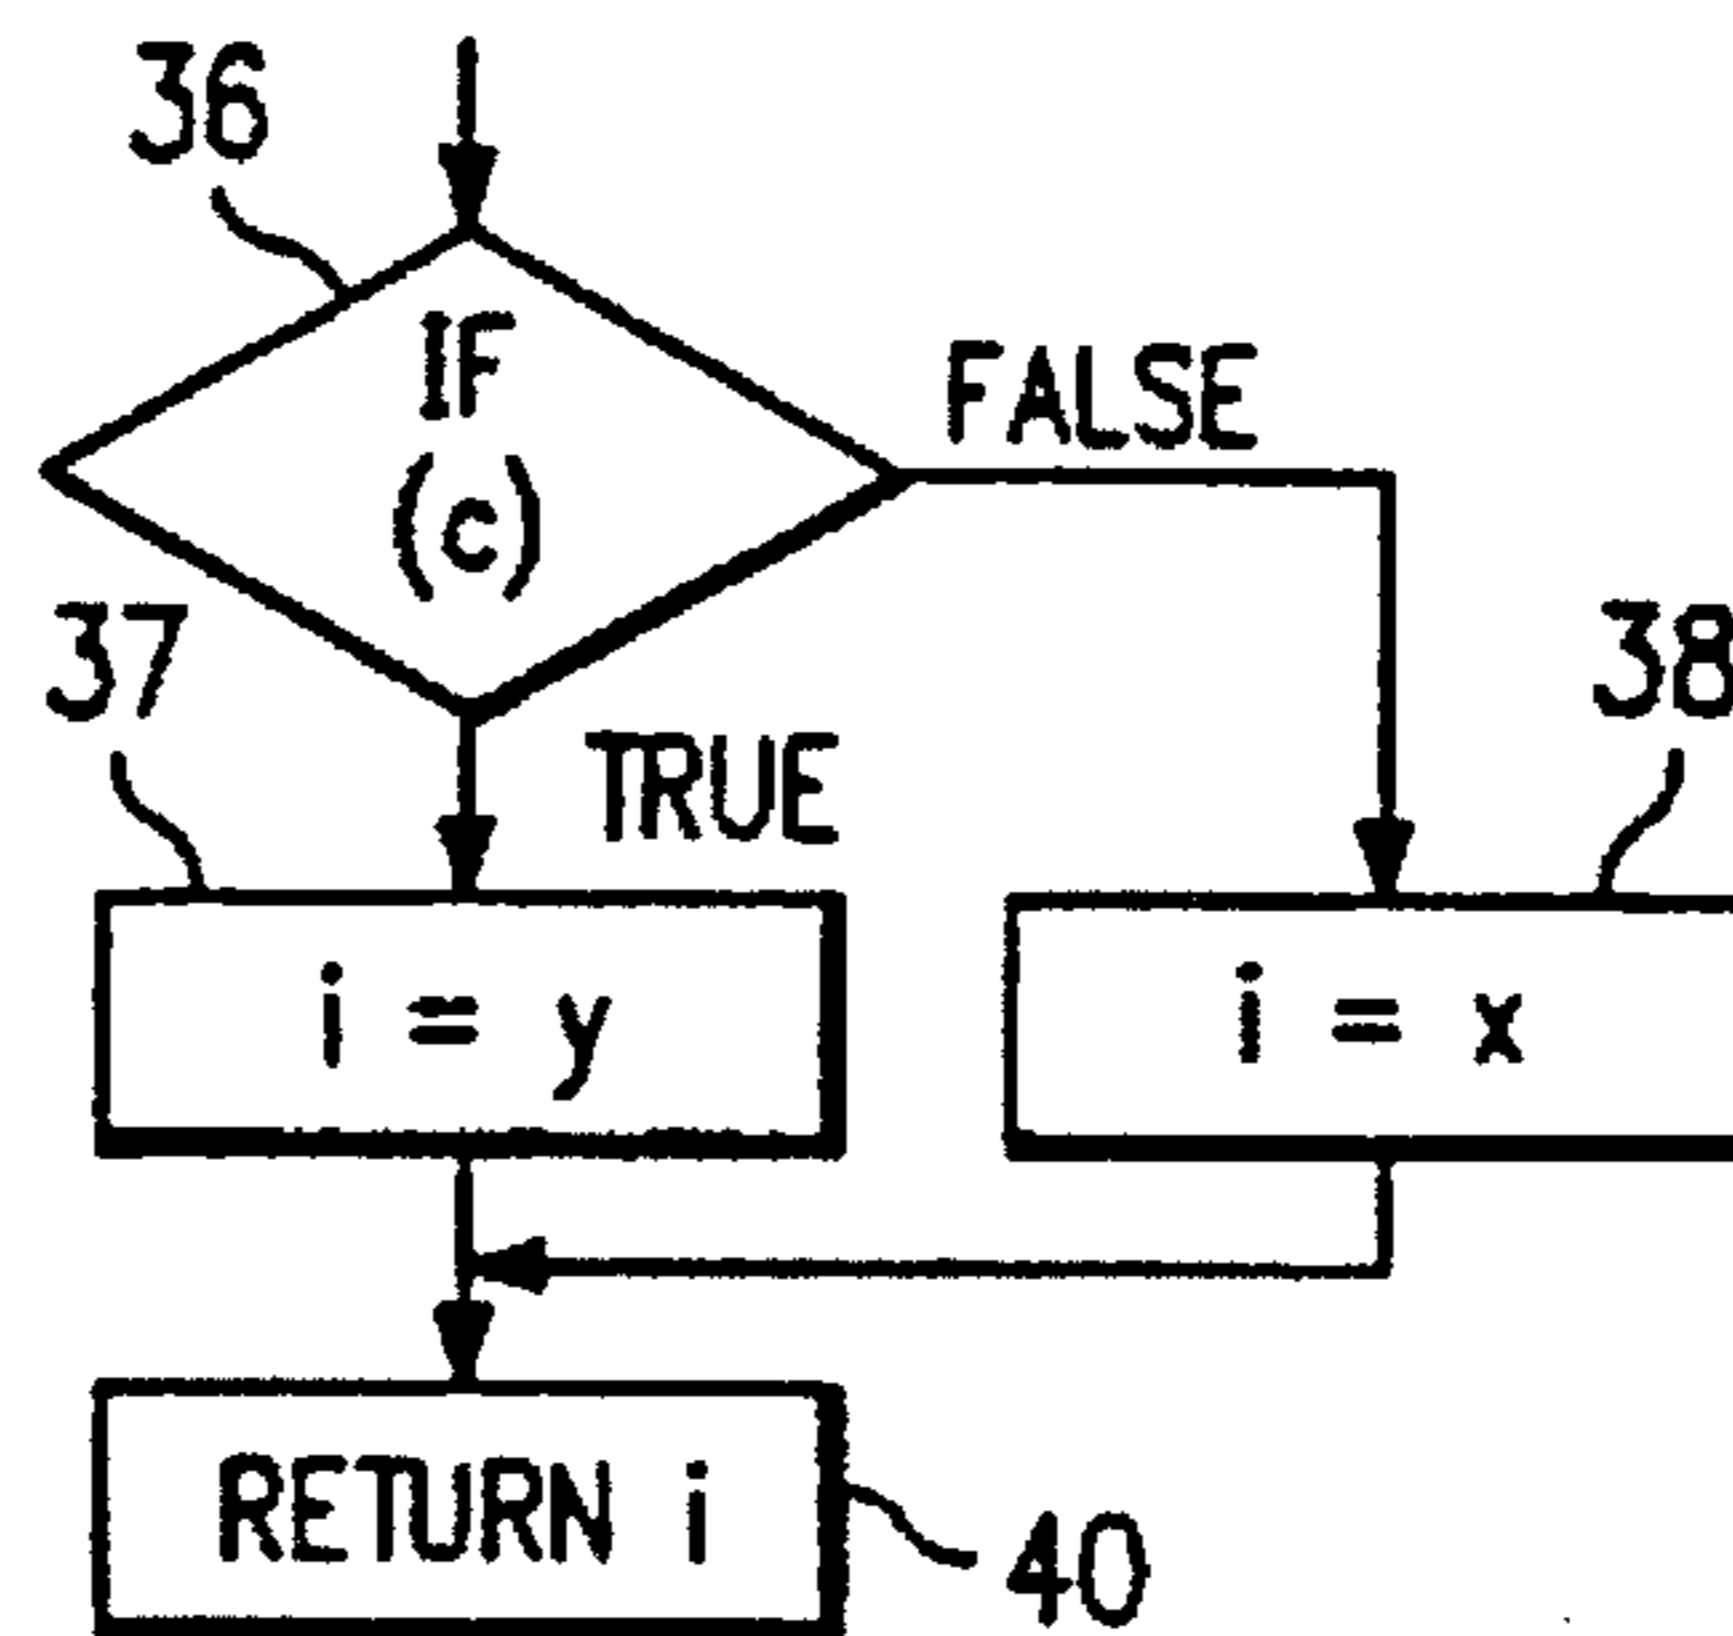 36
IF
(c)
FALSE
37
38
TRUE
i = y
i = x
RETURN i
40